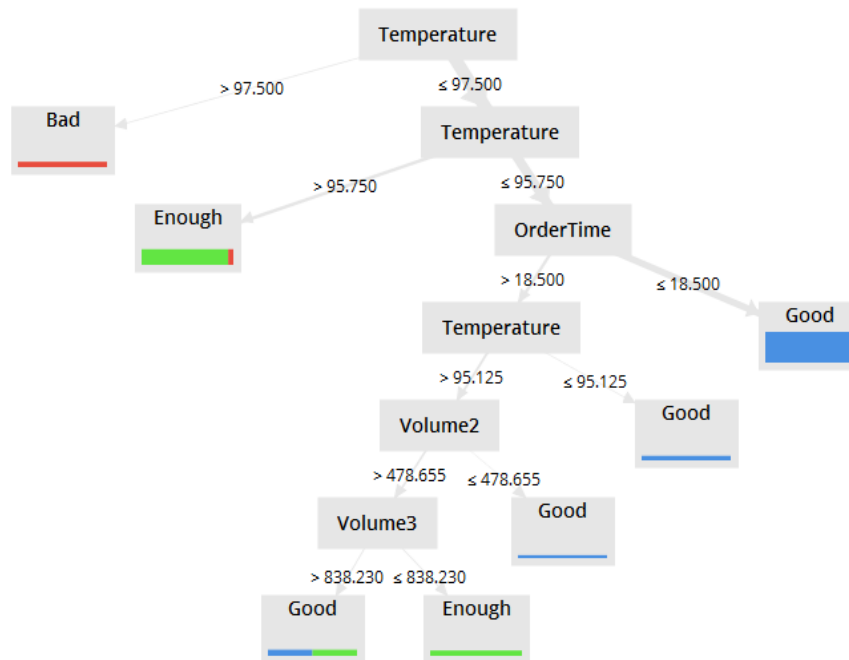 Temperature
> 97.500
≤ 97.500
Bad
Temperature
> 95.750
≤ 95.750
Enough
OrderTime
> 18.500
≤ 18.500
Temperature
Good
> 95.125
≤ 95.125
Volume2
Good
> 478.655
≤ 478.655
Volume3
Good
> 838.230
≤ 838.230
Good
Enough